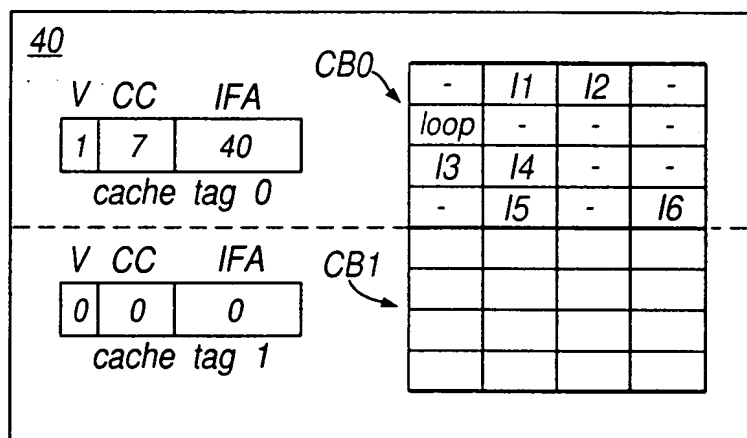 40
V CC IFA
1 7 40
cache tag 0
CB0
- I1 I2 -
loop - - -
I3 I4 - -
- I5 - I6
V CC IFA
0 0 0
cache tag 1
CB1